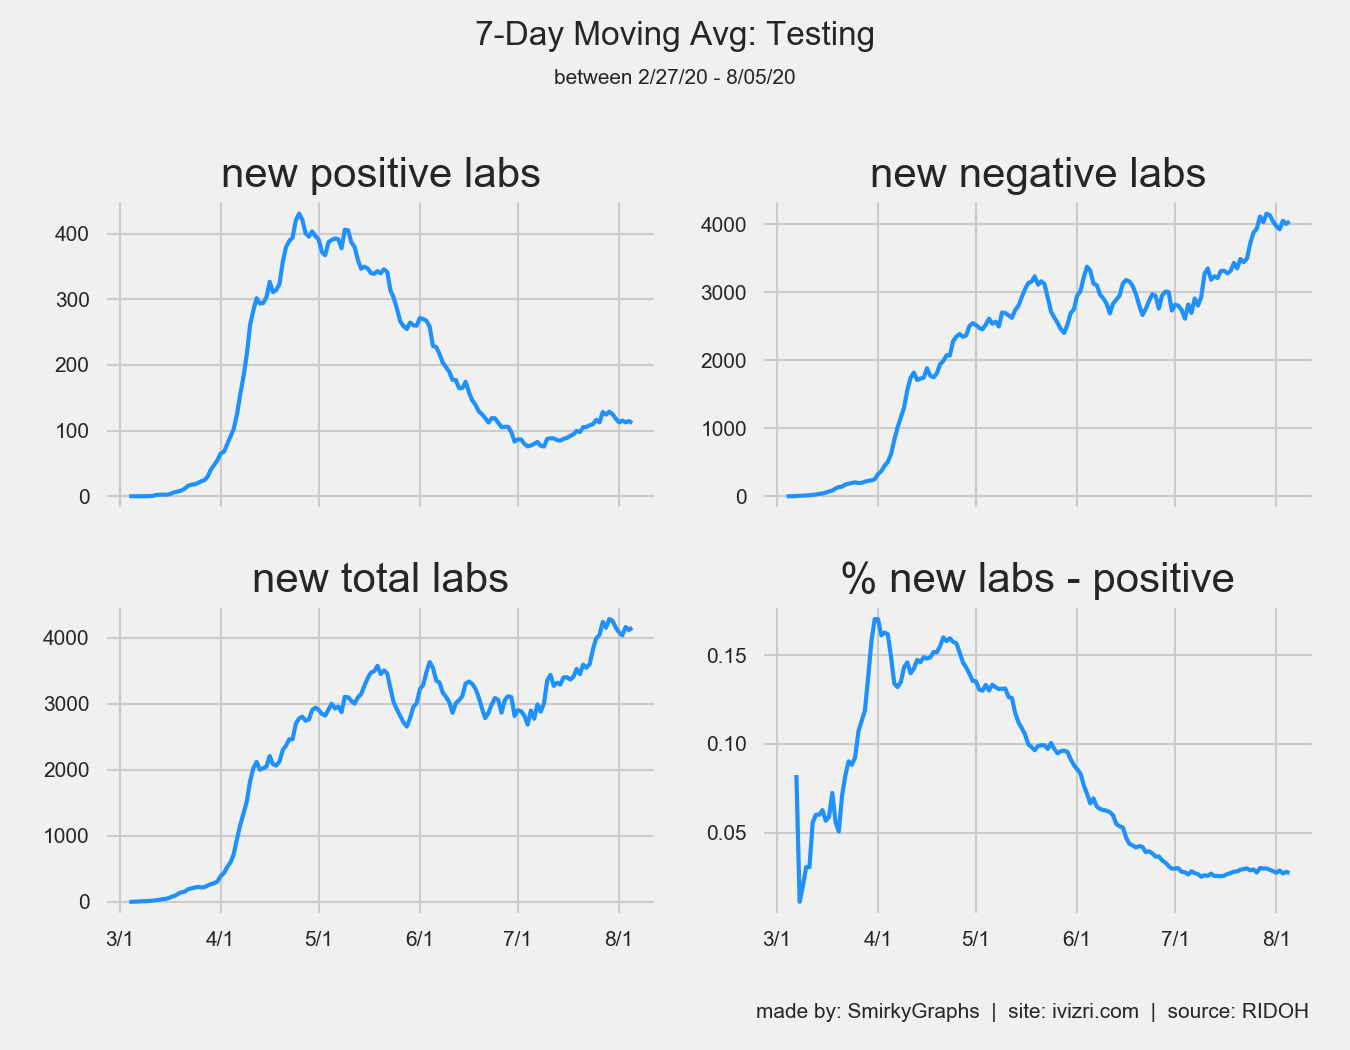 7-Day Moving Avg: Testing
between 2/27/20 - 8/05/20
new positive labs
400
300
200
100
0
new negative labs
4000
3000
2000
1000
0
new total labs
4000
3000
2000
1000
0
3/1 4/1 5/1 6/1 7/1 8/1
% new labs - positive
0.15
0.10
0.05
3/1 4/1 5/1 6/1 7/1 8/1
made by: SmirkyGraphs | site: ivizri.com | source: RIDOH